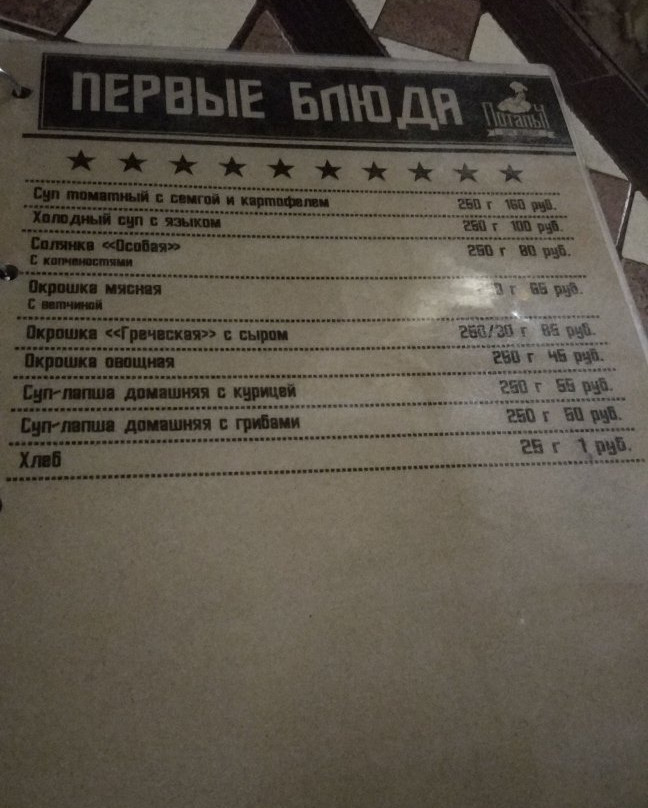 ПЕРВЫЕ БЛЮДА
ПОТАПЫЧ
Суп томатный с семгой и картофелем 250 г 160 руб.
Холодный суп с языком 250 г 100 руб.
Солянка «Особая» 250 г 80 руб.
С копченостями
Окрошка мясная г 65 руб.
С ветчиной
Окрошка «Греческая» с сыром 250/30 г 85 руб.
Окрошка овощная 250 г 45 руб.
Суп-лапша домашняя с курицей 250 г 55 руб.
Суп-лапша домашняя с грибами 250 г 50 руб.
Хлеб 25 г 1 руб.